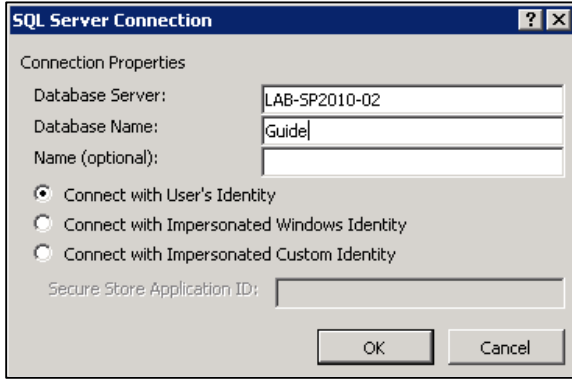 SQL Server Connection
Connection Properties
Database Server: LAB-SP2010-02
Database Name: Guide
Name (optional):
Connect with User's Identity
Connect with Impersonated Windows Identity
Connect with Impersonated Custom Identity
Secure Store Application ID:
OK Cancel